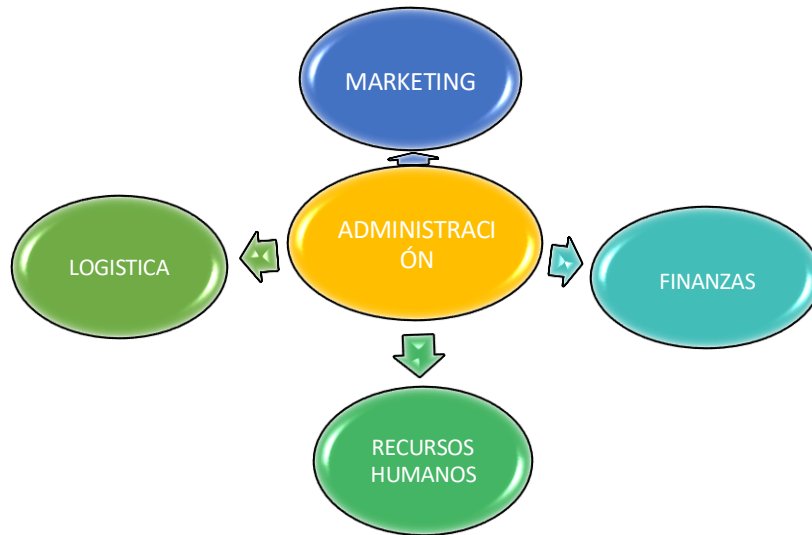 MARKETING
ADMINISTRACI
ÓN
LOGISTICA
FINANZAS
RECURSOS
HUMANOS